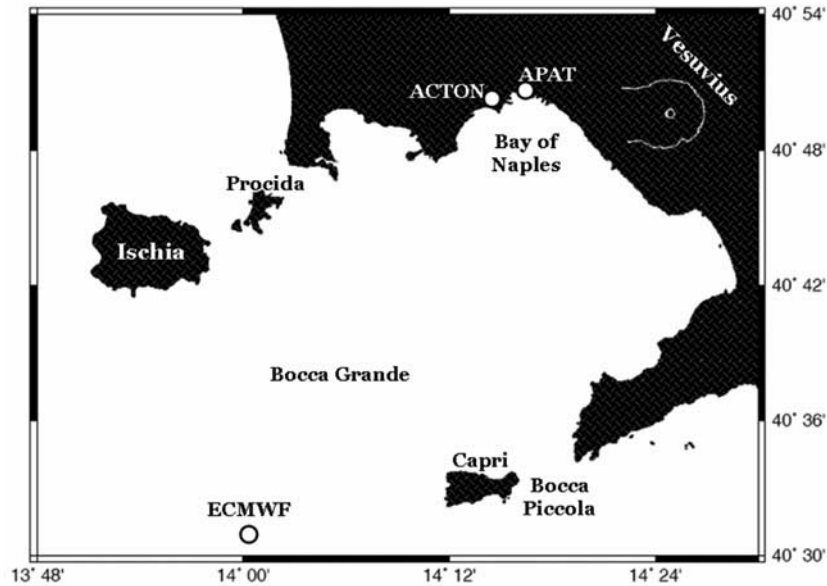 40° 54'
Vesuvius
APAT
ACTON
Bay of
Naples
40° 48'
Procida
Ischia
40° 42'
Bocca Grande
40° 36'
Capri
Bocca
Piccola
ECMWF
40° 30'
13° 48'
14° 00'
14° 12'
14° 24'